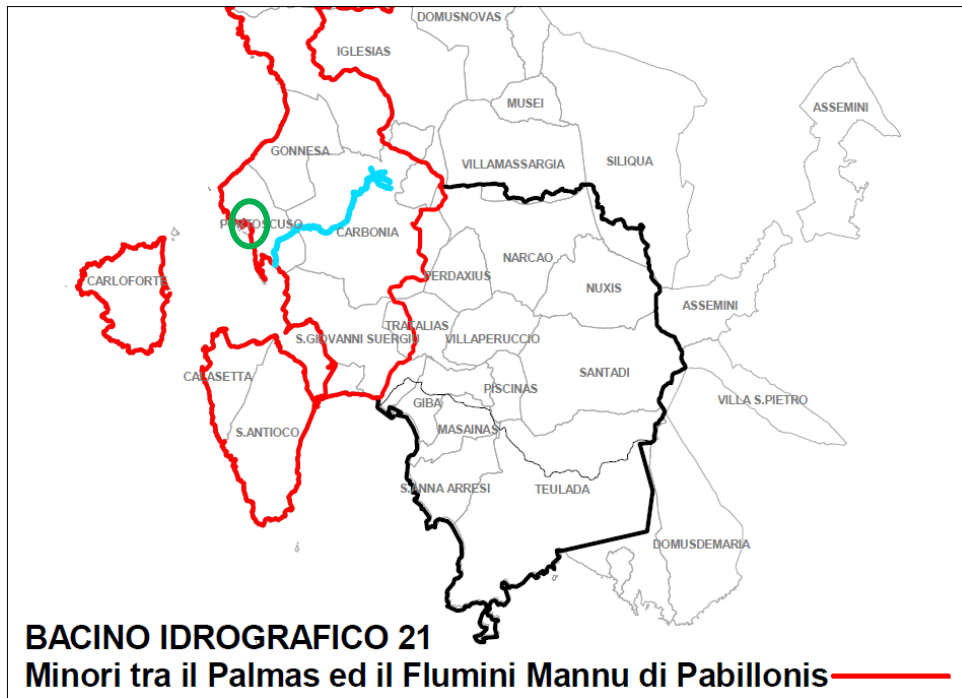 DOMUSNOVAS
IGLESIAS
MUSEI
ASSEMINI
GONNESA
VILLAMASSARGIA
SILIQUA
PORTOSCUSO
CARBONIA
NARCAO
PERDAXIUS
CARLOFORTE
NUXIS
ASSEMINI
TRATALIAS
S.GIOVANNI SUERGIU
VILLAPERUCCIO
SANTADI
CALASETTA
PISCINAS
VILLA S.PIETRO
GIBA
MASAINAS
S.ANTIOCO
S.ANNA ARRESI
TEULADA
DOMUSDEMARIA
BACINO IDROGRAFICO 21
Minori tra il Palmas ed il Flumini Mannu di Pabillonis